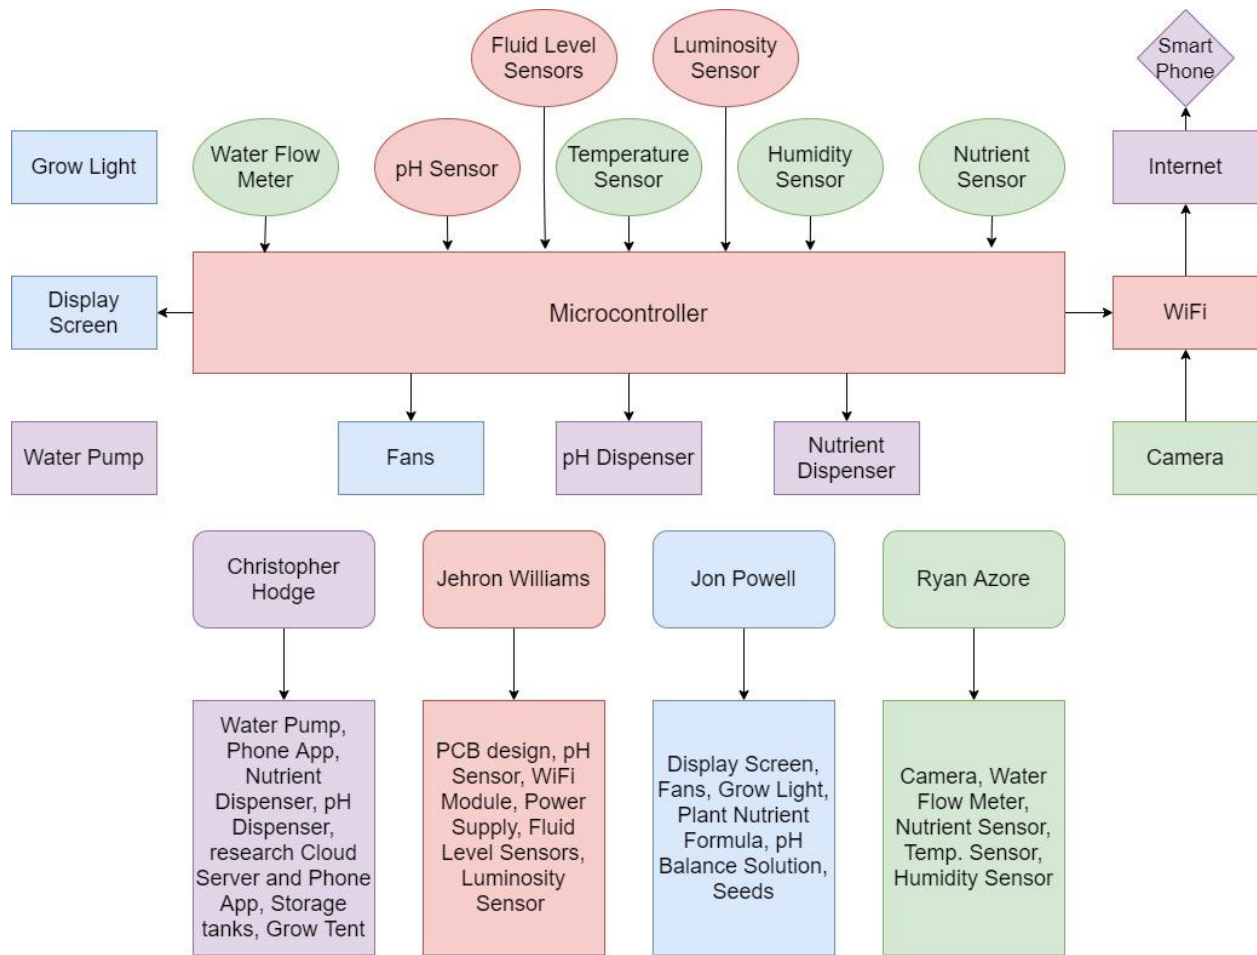 Fluid Level
Sensors
Luminosity
Sensor
Smart
Phone
Grow Light
Water Flow
Meter
pH Sensor
Temperature
Sensor
Humidity
Sensor
Nutrient
Sensor
Internet
Display
Screen
Microcontroller
WiFi
Water Pump
Fans
pH Dispenser
Nutrient
Dispenser
Camera
Christopher
Hodge
Jehron Williams
Jon Powell
Ryan Azore
Water Pump,
Phone App,
Nutrient
Dispenser, pH
Dispenser,
research Cloud
Server and Phone
App, Storage
tanks, Grow Tent
PCB design, pH
Sensor, WiFi
Module, Power
Supply, Fluid
Level Sensors,
Luminosity
Sensor
Display Screen,
Fans, Grow Light,
Plant Nutrient
Formula, pH
Balance Solution,
Seeds
Camera, Water
Flow Meter,
Nutrient Sensor,
Temp. Sensor,
Humidity Sensor